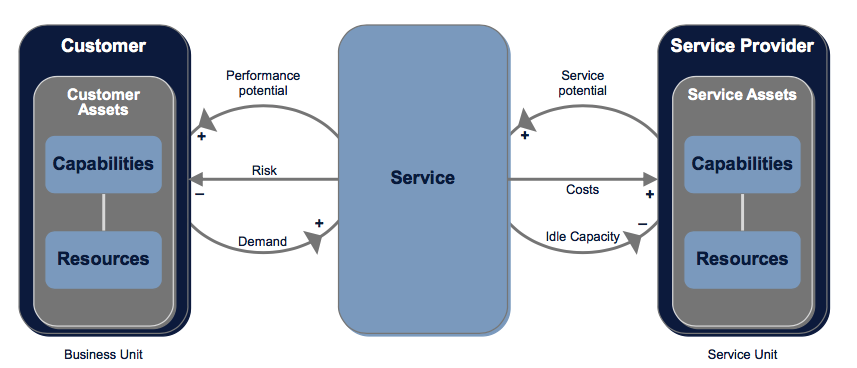 Customer
Customer
Assets
Capabilities
Resources
Business Unit
Performance
potential
+
Risk
–
Demand
+
Service
Service
potential
+
Costs
+
Idle Capacity
–
Service Provider
Service Assets
Capabilities
Resources
Service Unit